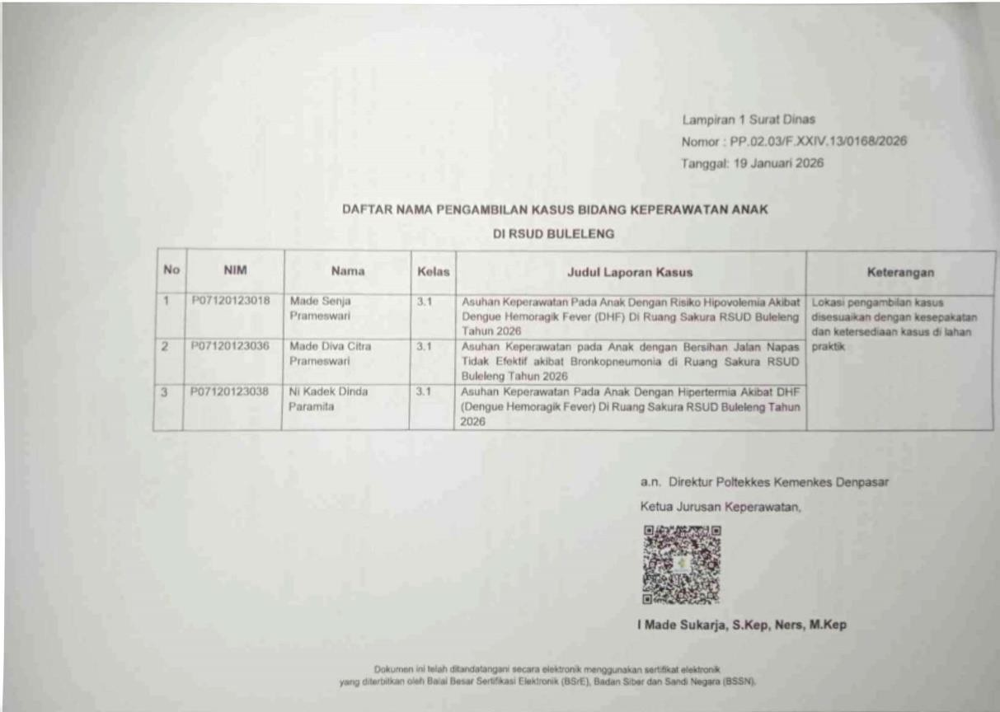 Lampiran 1 Surat Dinas
Nomor : PP.02.03/F.XXIV.13/0168/2026
Tanggal: 19 Januari 2026
DAFTAR NAMA PENGAMBILAN KASUS BIDANG KEPERAWATAN ANAK
DI RSUD BULELENG
No NIM Nama Kelas Judul Laporan Kasus Keterangan
1 P07120123018 Made Senja Prameswari 3.1
Asuhan Keperawatan Pada Anak Dengan Risiko Hipovolemia Akibat
Dengue Hemoragik Fever (DHF) Di Ruang Sakura RSUD Buleleng
Tahun 2026
Lokasi pengambilan kasus
disesuaikan dengan kesepakatan
dan ketersediaan kasus di lahan
praktik
2 P07120123036 Made Diva Citra Prameswari 3.1
Asuhan Keperawatan pada Anak dengan Bersihan Jalan Napas
Tidak Efektif akibat Bronkopneumonia di Ruang Sakura RSUD
Buleleng Tahun 2026
3 P07120123038 Ni Kadek Dinda Paramita 3.1
Asuhan Keperawatan Pada Anak Dengan Hipertermia Akibat DHF
(Dengue Hemoragik Fever) Di Ruang Sakura RSUD Buleleng Tahun
2026
a.n. Direktur Poltekkes Kemenkes Denpasar
Ketua Jurusan Keperawatan,
I Made Sukarja, S.Kep, Ners, M.Kep
Dokumen ini telah ditandatangani secara elektronik menggunakan sertifikat elektronik
yang diterbitkan oleh Balai Besar Sertifikasi Elektronik (BSrE), Badan Siber dan Sandi Negara (BSSN).